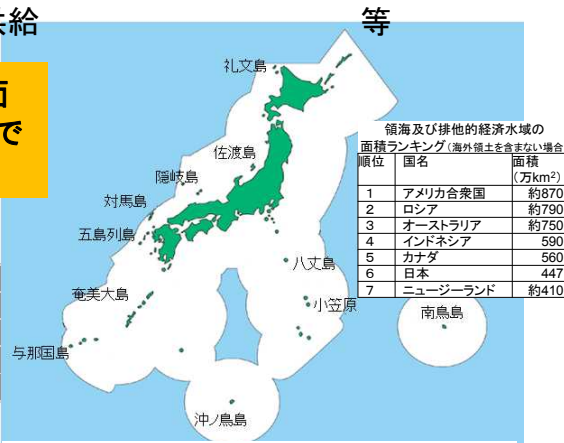 供給
等
面
で
礼文島
佐渡島
隠岐島
対馬島
五島列島
八丈島
奄美大島
小笠原
南鳥島
与那国島
沖ノ鳥島
領海及び排他的経済水域の
面積ランキング(海外領土を含まない場合
順位 国名 面積
(万km²)
1 アメリカ合衆国 約870
2 ロシア 約790
3 オーストラリア 約750
4 インドネシア 590
5 カナダ 560
6 日本 447
7 ニュージーランド 約410